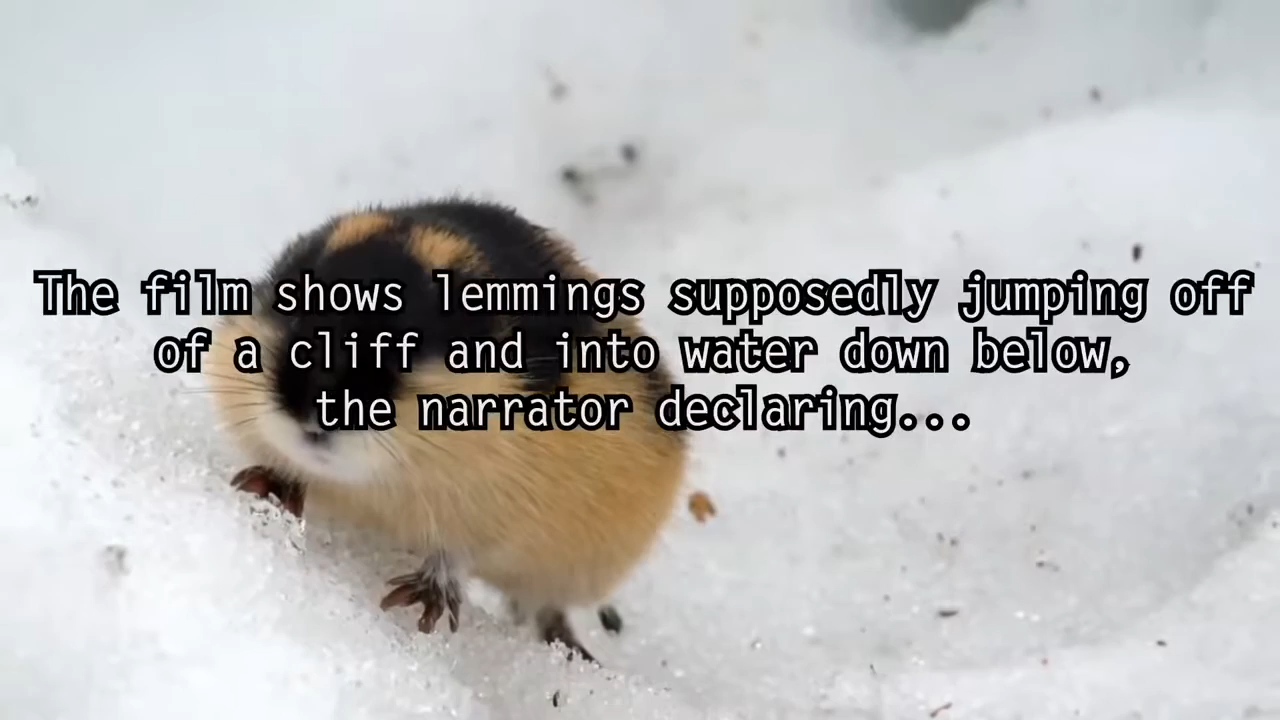 The film shows lemmings supposedly jumping off
of a cliff and into water down below,
the narrator declaring...